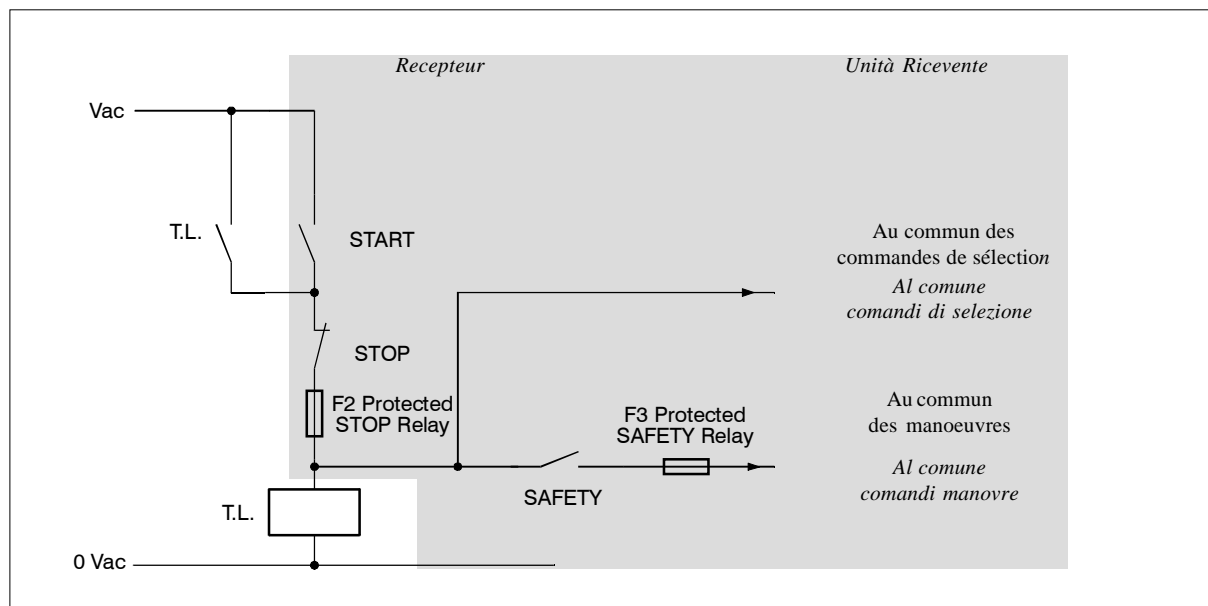 Recepteur
Unità Ricevente
Vac
T.L.
START
Au commun des
commandes de sélection
Al comune
comandi di selezione
STOP
F2 Protected
STOP Relay
F3 Protected
SAFETY Relay
Au commun
des manoeuvres
Al comune
comandi manovre
SAFETY
T.L.
0 Vac